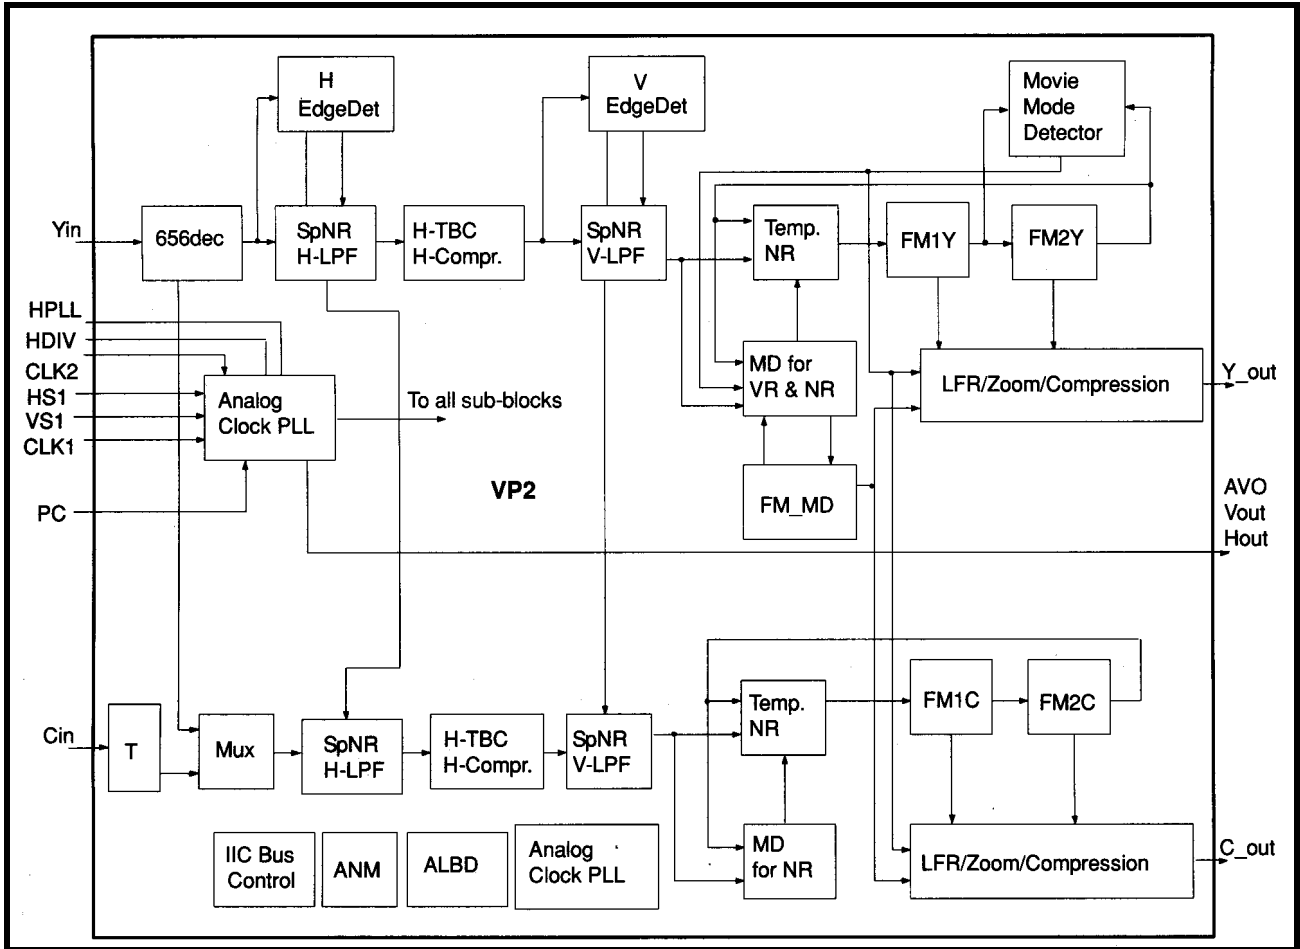 H
EdgeDet
V
EdgeDet
Movie
Mode
Detector
Yin
656dec
SpNR
H-LPF
H-TBC
H-Compr.
SpNR
V-LPF
Temp.
NR
FM1Y
FM2Y
HPLL
HDIV
CLK2
HS1
VS1
CLK1
PC
Analog
Clock PLL
To all sub-blocks
MD for
VR & NR
LFR/Zoom/Compression
Y_out
VP2
FM_MD
AVO
Vout
Hout
Cin
T
Mux
SpNR
H-LPF
H-TBC
H-Compr.
SpNR
V-LPF
Temp.
NR
FM1C
FM2C
IIC Bus
Control
ANM
ALBD
Analog
Clock PLL
MD
for NR
LFR/Zoom/Compression
C_out